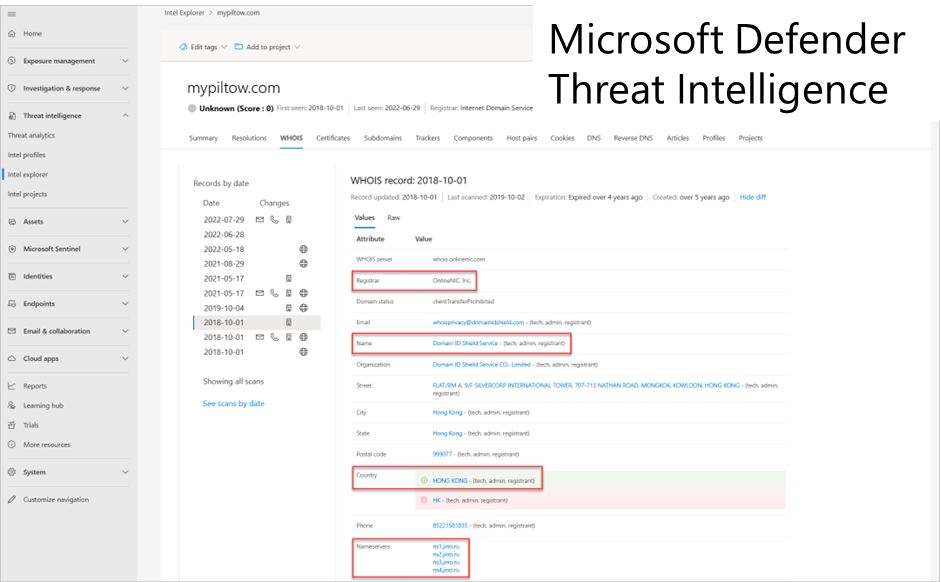 Intel Explorer > mypiltow.com
Microsoft Defender
Threat Intelligence
Home
Exposure management
Investigation & response
Threat intelligence
Threat analytics
Intel profiles
Intel explorer
Intel projects
Assets
Microsoft Sentinel
Identities
Endpoints
Email & collaboration
Cloud apps
Reports
Learning hub
Trials
More resources
System
Customize navigation
Edit tags Add to project
mypiltow.com
Unknown (Score : 0) First seen: 2018-10-01 Last seen: 2022-06-29 Registrar: Internet Domain Service
Summary Resolutions WHOIS Certificates Subdomains Trackers Components Host pairs Cookies DNS Reverse DNS Articles Profiles Projects
Records by date
Date Changes
2022-07-29
2022-06-28
2022-05-18
2021-08-29
2021-05-17
2021-05-17
2019-10-04
2018-10-01
2018-10-01
2018-10-01
Showing all scans
See scans by date
WHOIS record: 2018-10-01
Record updated: 2018-10-01 Last scanned: 2019-10-02 Expiration: Expired over 4 years ago Created: over 5 years ago Hide diff
Values Raw
Attribute Value
WHOIS server whois.onlinenic.com
Registrar OnlineNIC, Inc.
Domain status clientTransferProhibited
Email whoisprivacy@domainidshield.com - (tech, admin, registrant)
Name Domain ID Shield Service - (tech, admin, registrant)
Organization Domain ID Shield Service CO., Limited - (tech, admin, registrant)
Street FLAT/RM A, 9/F SILVERCORP INTERNATIONAL TOWER, 707-713 NATHAN ROAD, MONGKOK, KOWLOON, HONG KONG - (tech, admin,
registrant)
City Hong Kong - (tech, admin, registrant)
State Hong Kong - (tech, admin, registrant)
Postal code 999077 - (tech, admin, registrant)
Country HONG KONG - (tech, admin, registrant)
HK - (tech, admin, registrant)
Phone 85221581835 - (tech, admin, registrant)
Nameservers ns1.jino.ru
ns2.jino.ru
ns3.jino.ru
ns4.jino.ru